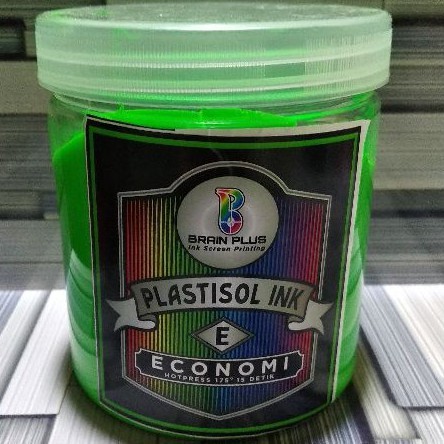 BRAIN PLUS
Ink Screen Printing
PLASTISOL INK
E
ECONOMI
HOTPRESS 175° 15 DETIK